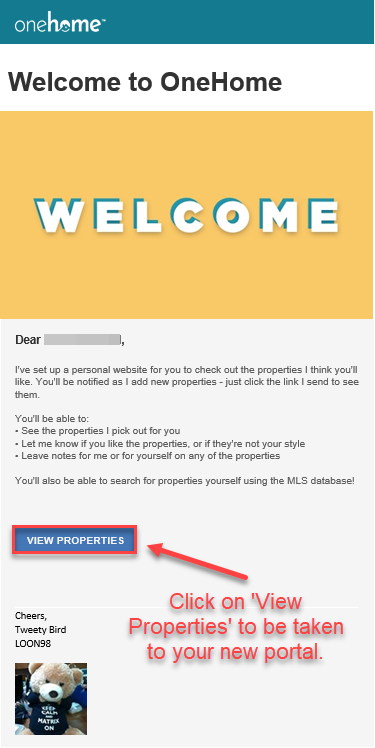 onehome™
Welcome to OneHome
WELCOME
Dear
I've set up a personal website for you to check out the properties I think you'll
like. You'll be notified as I add new properties - just click the link I send to see
them.
You'll be able to:
• See the properties I pick out for you
• Let me know if you like the properties, or if they're not your style
• Leave notes for me or for yourself on any of the properties
You'll also be able to search for properties yourself using the MLS database!
VIEW PROPERTIES
Click on 'View
Properties' to be taken
to your new portal.
Cheers,
Tweety Bird
LOON98
KEEP CALM
AND
MATRIX
ON